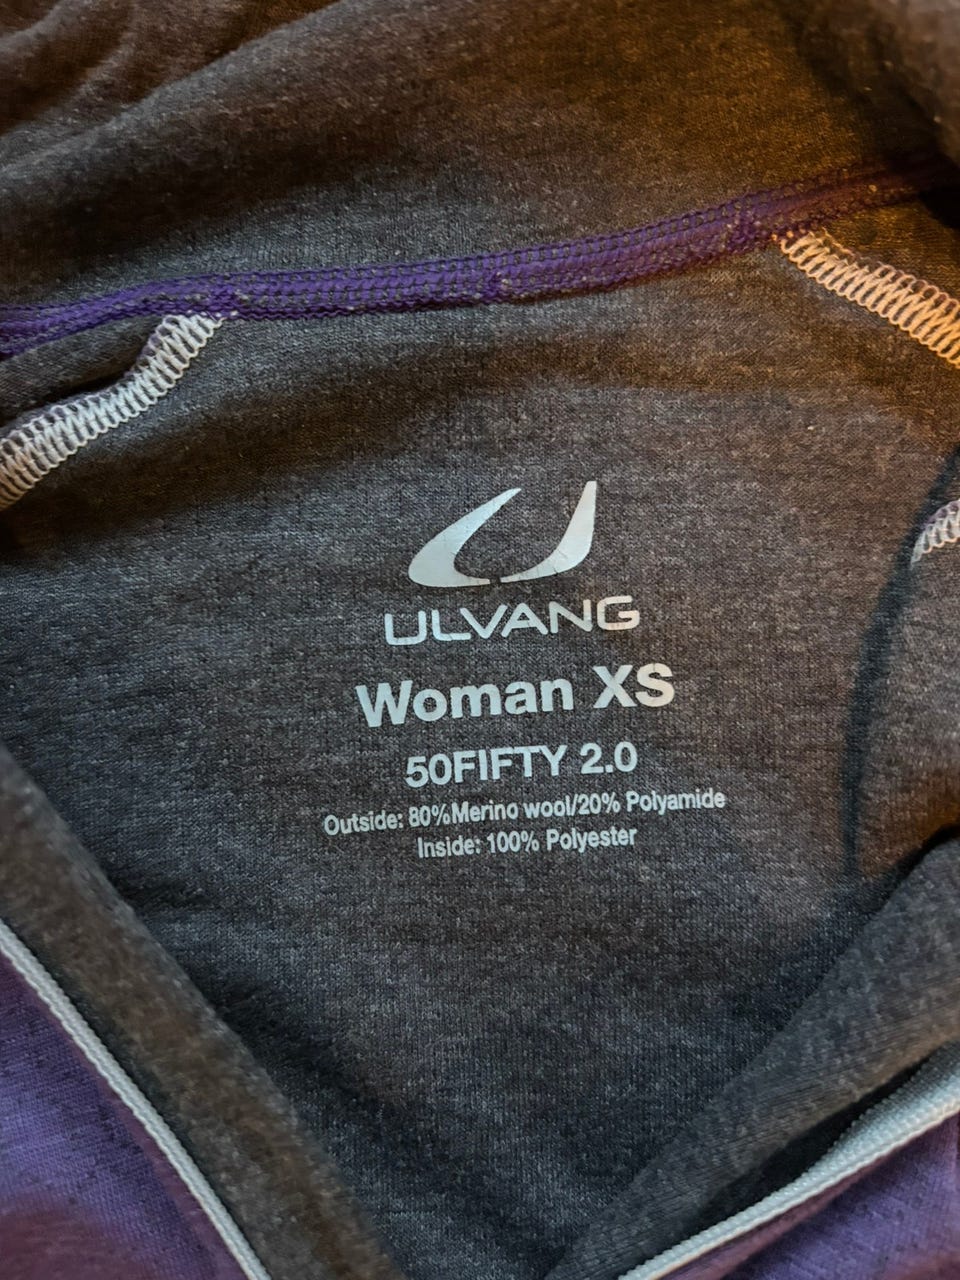 ULVANG
Woman XS
50FIFTY 2.0
Outside: 80%Merino wool/20% Polyamide
Inside: 100% Polyester